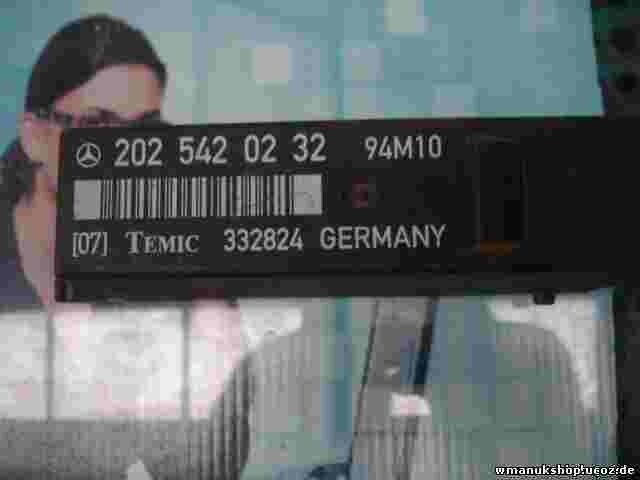 202 542 02 32 94M10
[07] TEMIC 332824 GERMANY
wmanukshop.ucoz.de